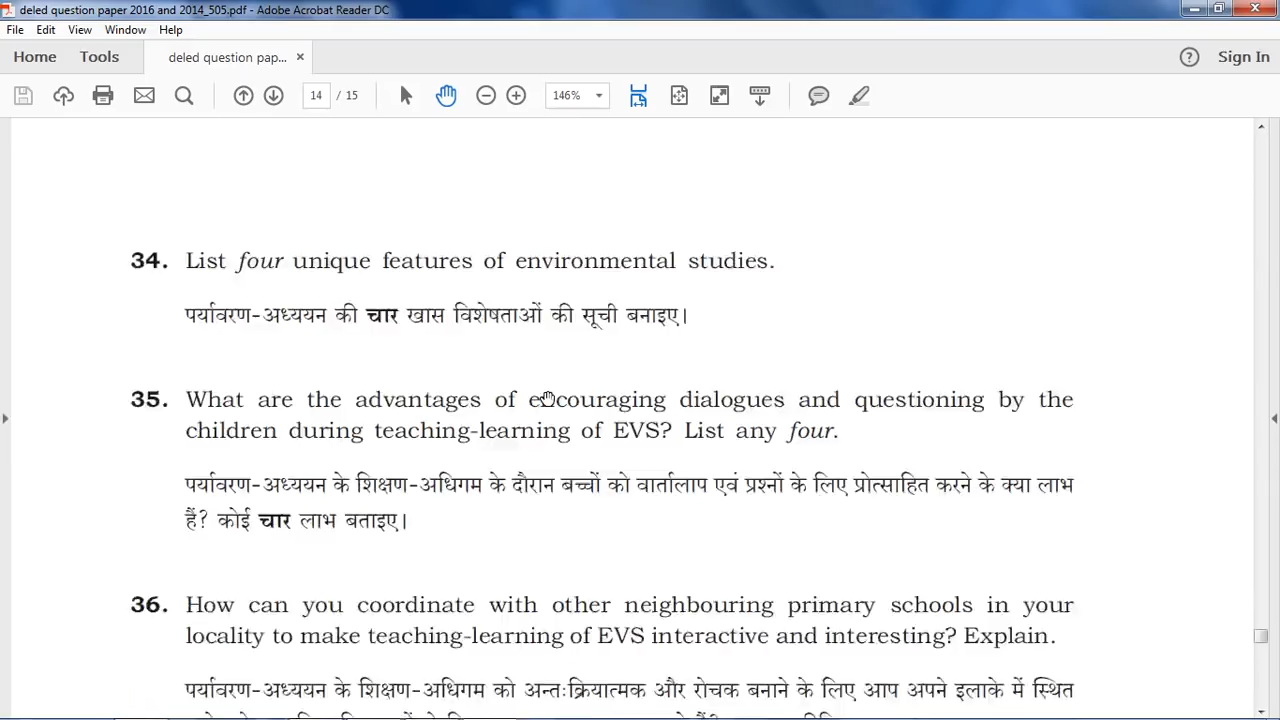 deled question paper 2016 and 2014_505.pdf - Adobe Acrobat Reader DC
File Edit View Window Help
Home Tools deled question pap... × ? Sign In
14 / 15 146%
34. List four unique features of environmental studies.
पर्यावरण-अध्ययन की चार खास विशेषताओं की सूची बनाइए।
35. What are the advantages of encouraging dialogues and questioning by the
children during teaching-learning of EVS? List any four.
पर्यावरण-अध्ययन के शिक्षण-अधिगम के दौरान बच्चों को वार्तालाप एवं प्रश्नों के लिए प्रोत्साहित करने के क्या लाभ
हैं? कोई चार लाभ बताइए।
36. How can you coordinate with other neighbouring primary schools in your
locality to make teaching-learning of EVS interactive and interesting? Explain.
पर्यावरण-अध्ययन के शिक्षण-अधिगम को अन्तःक्रियात्मक और रोचक बनाने के लिए आप अपने इलाके में स्थित